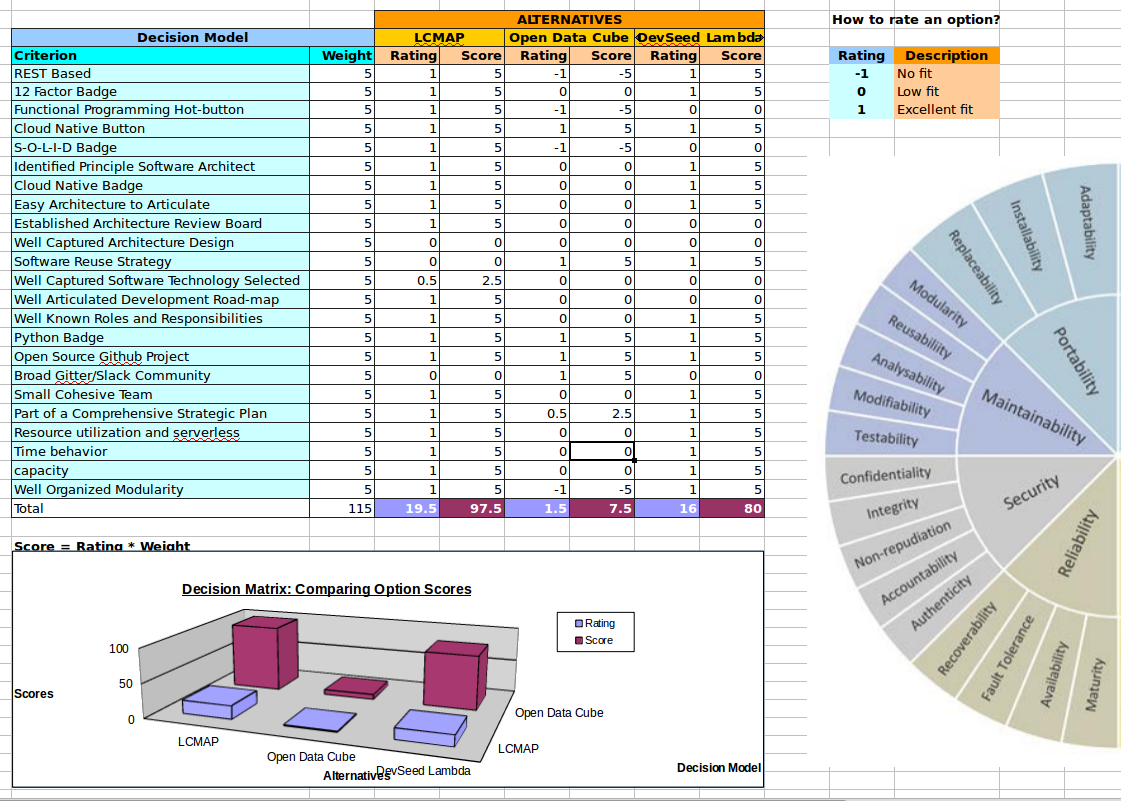 ALTERNATIVES
Decision Model LCMAP Open Data Cube DevSeed Lambda
Criterion Weight Rating Score Rating Score Rating Score
REST Based 5 1 5 -1 -5 1 5
12 Factor Badge 5 1 5 0 0 1 5
Functional Programming Hot-button 5 1 5 -1 -5 0 0
Cloud Native Button 5 1 5 1 5 1 5
S-O-L-I-D Badge 5 1 5 -1 -5 0 0
Identified Principle Software Architect 5 1 5 0 0 1 5
Cloud Native Badge 5 1 5 0 0 1 5
Easy Architecture to Articulate 5 1 5 0 0 1 5
Established Architecture Review Board 5 1 5 0 0 0 0
Well Captured Architecture Design 5 0 0 0 0 0 0
Software Reuse Strategy 5 0 0 1 5 1 5
Well Captured Software Technology Selected 5 0.5 2.5 0 0 0 0
Well Articulated Development Road-map 5 1 5 0 0 0 0
Well Known Roles and Responsibilities 5 1 5 0 0 1 5
Python Badge 5 1 5 1 5 1 5
Open Source Github Project 5 1 5 1 5 1 5
Broad Gitter/Slack Community 5 0 0 1 5 0 0
Small Cohesive Team 5 1 5 0 0 1 5
Part of a Comprehensive Strategic Plan 5 1 5 0.5 2.5 1 5
Resource utilization and serverless 5 1 5 0 0 1 5
Time behavior 5 1 5 0 0 1 5
capacity 5 1 5 0 0 1 5
Well Organized Modularity 5 1 5 -1 -5 1 5
Total 115 19.5 97.5 1.5 7.5 16 80
Score = Rating * Weight
Decision Matrix: Comparing Option Scores
Rating
Score
100
50
0
Scores
LCMAP
Open Data Cube
DevSeed Lambda
Open Data Cube
LCMAP
Alternatives
Decision Model
How to rate an option?
Rating Description
-1 No fit
0 Low fit
1 Excellent fit
Adaptability
Installability
Replaceability
Portability
Modularity
Reusability
Analysability
Modifiability
Testability
Maintainability
Confidentiality
Integrity
Non-repudiation
Accountability
Authenticity
Security
Recoverability
Fault Tolerance
Availability
Maturity
Reliability